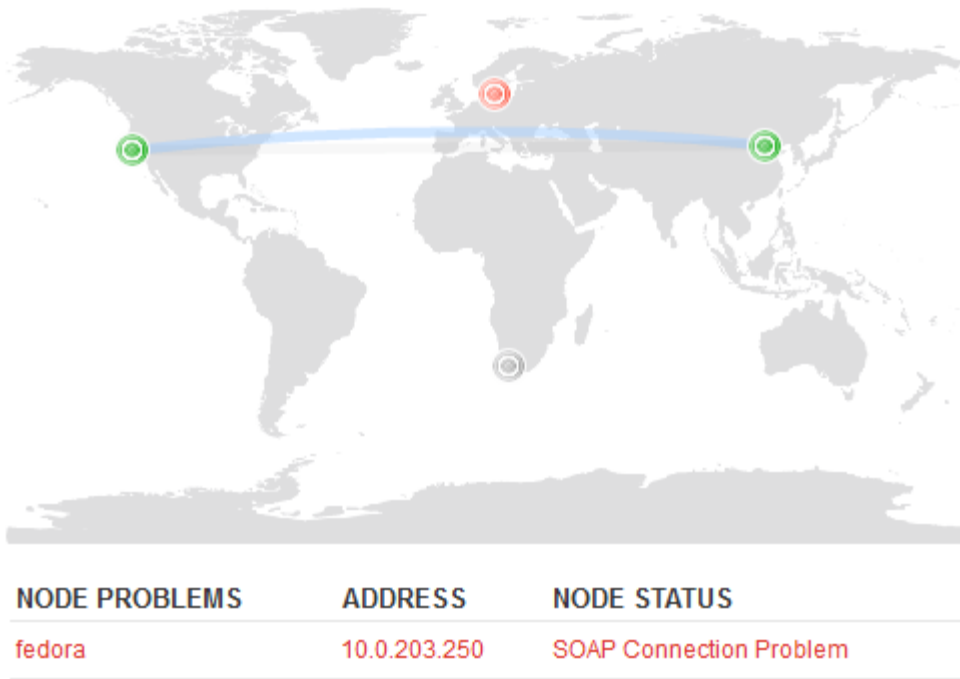 NODE PROBLEMS ADDRESS NODE STATUS
fedora 10.0.203.250 SOAP Connection Problem